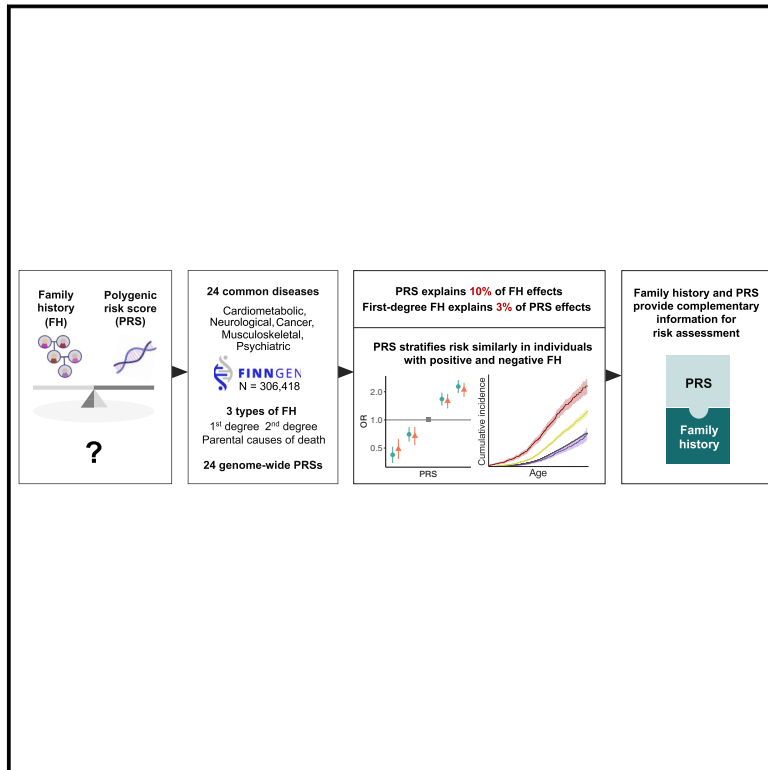 Family
history
(FH)
Polygenic
risk score
(PRS)
?
24 common diseases
Cardiometabolic,
Neurological, Cancer,
Musculoskeletal,
Psychiatric
FINNGEN
N = 306,418
3 types of FH
1st degree 2nd degree
Parental causes of death
24 genome-wide PRSs
PRS explains 10% of FH effects
First-degree FH explains 3% of PRS effects
PRS stratifies risk similarly in individuals
with positive and negative FH
OR
2.0
1.0
0.5
PRS
Cumulative incidence
Age
Family history and PRS
provide complementary
information for
risk assessment
PRS
Family
history